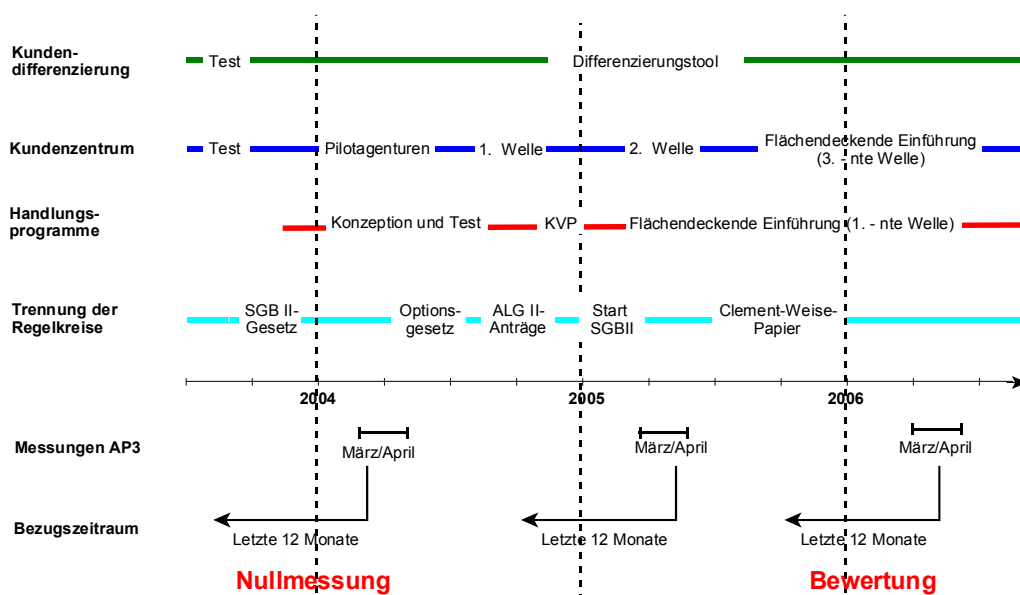 Kunden-
differenzierung
Test
Differenzierungstool
Kundenzentrum
Test
Pilotagenturen
1. Welle
2. Welle
Flächendeckende Einführung
(3. - nte Welle)
Handlungs-
programme
Konzeption und Test
KVP
Flächendeckende Einführung (1. - nte Welle)
Trennung der
Regelkreise
SGB II-
Gesetz
Options-
gesetz
ALG II-
Anträge
Start
SGBII
Clement-Weise-
Papier
2004
2005
2006
Messungen AP3
März/April
März/April
März/April
Bezugszeitraum
Letzte 12 Monate
Letzte 12 Monate
Letzte 12 Monate
Nullmessung
Bewertung